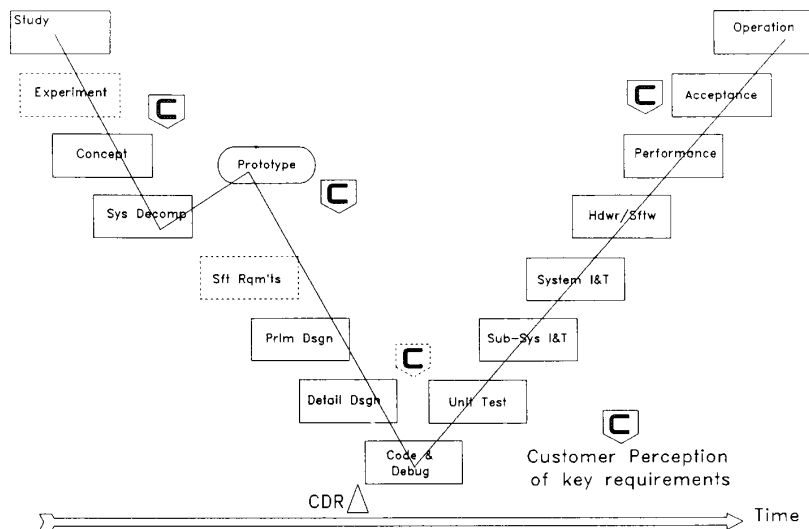 Study
Operation
Experiment
C
C
Acceptance
Concept
Prototype
Performance
C
Sys Decomp
Hdwr/Sftw
Sft Rqm'ts
System I&T
Prlm Dsgn
C
Sub-Sys I&T
Detail Dsgn
Unit Test
C
Code &
Debug
Customer Perception
of key requirements
CDR
Time